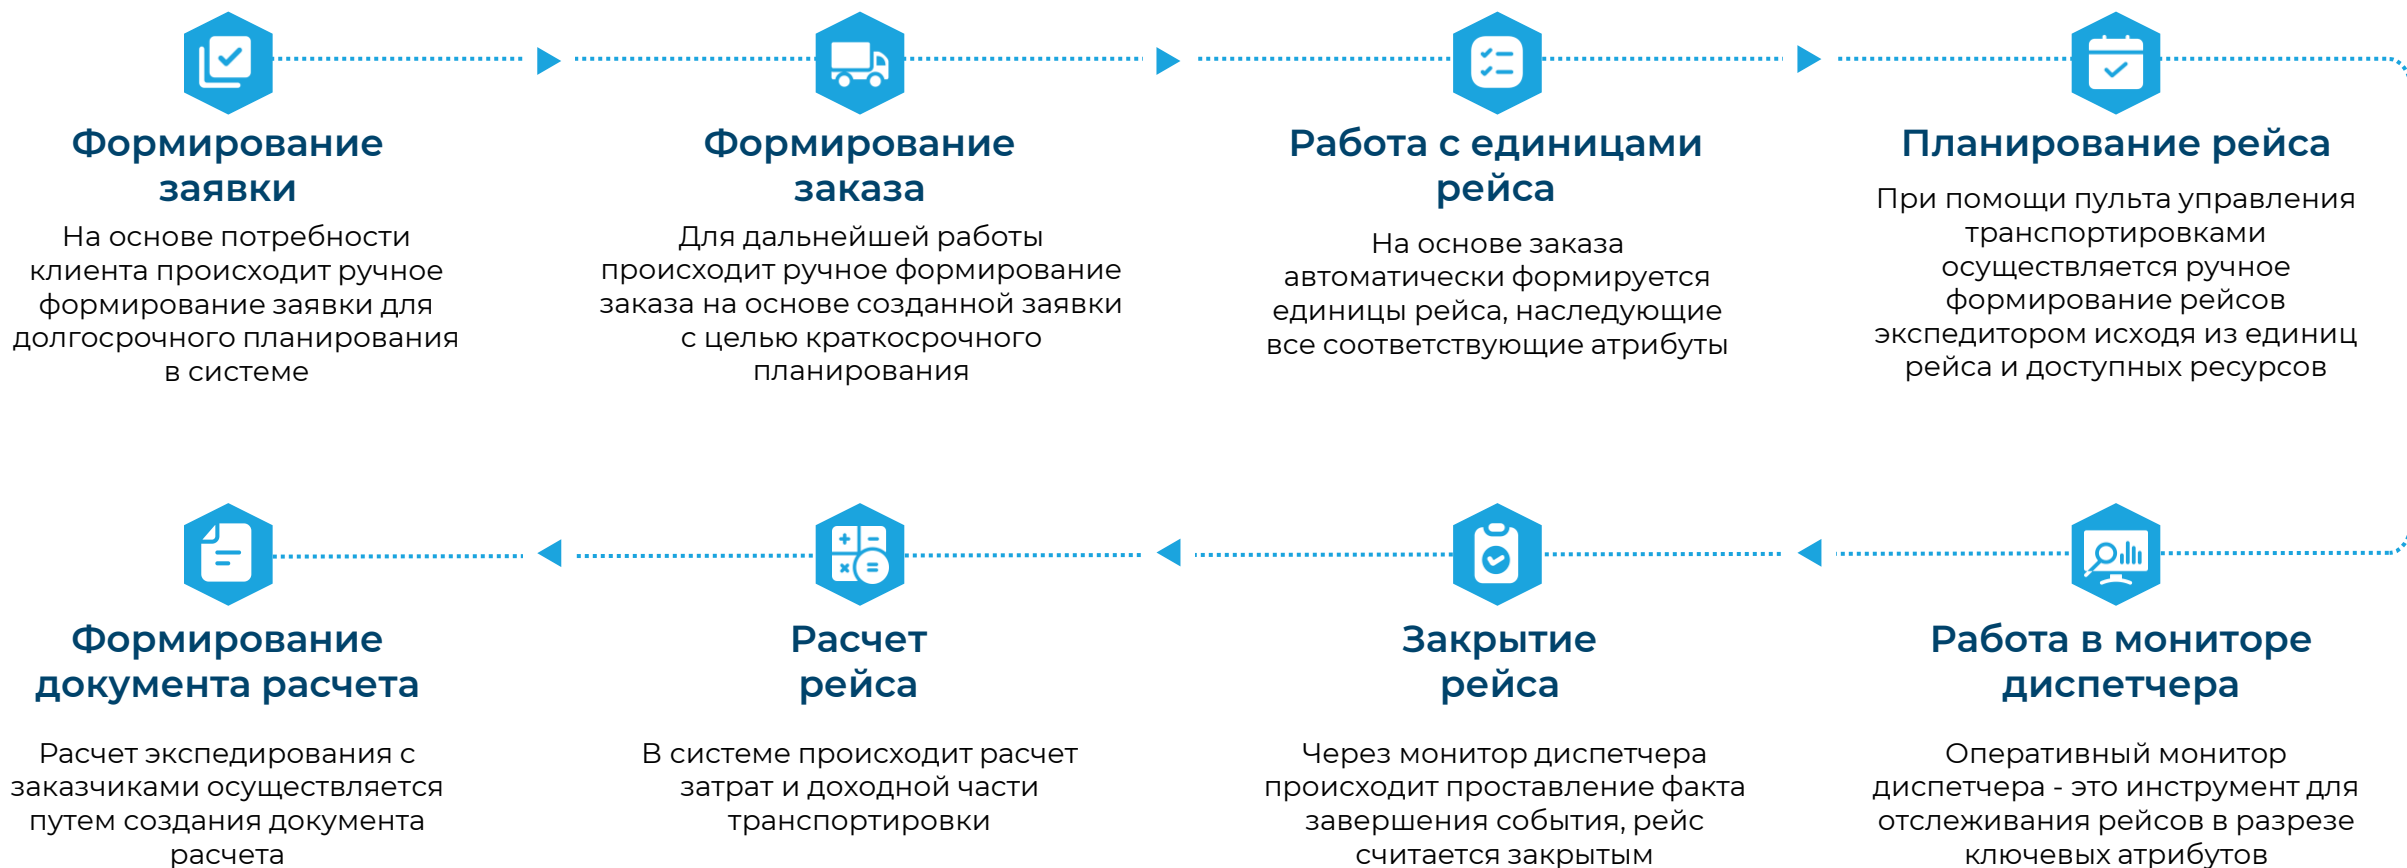 Формирование
заявки
На основе потребности
клиента происходит ручное
формирование заявки для
долгосрочного планирования
в системе
Формирование
заказа
Для дальнейшей работы
происходит ручное формирование
заказа на основе созданной заявки
с целью краткосрочного
планирования
Работа с единицами
рейса
На основе заказа
автоматически формируется
единицы рейса, наследующие
все соответствующие атрибуты
Планирование рейса
При помощи пульта управления
транспортировками
осуществляется ручное
формирование рейсов
экспедитором исходя из единиц
рейса и доступных ресурсов
Работа в мониторе
диспетчера
Оперативный монитор
диспетчера - это инструмент для
отслеживания рейсов в разрезе
ключевых атрибутов
Закрытие
рейса
Через монитор диспетчера
происходит проставление факта
завершения события, рейс
считается закрытым
Расчет
рейса
В системе происходит расчет
затрат и доходной части
транспортировки
Формирование
документа расчета
Расчет экспедирования с
заказчиками осуществляется
путем создания документа
расчета